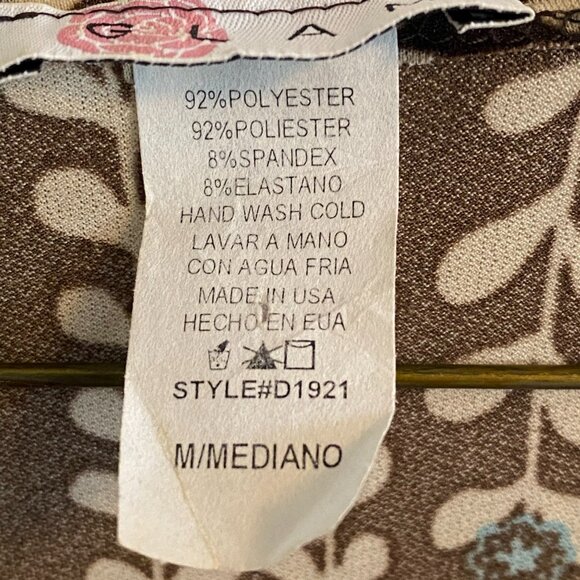 G L A
92%POLYESTER
92%POLIESTER
8%SPANDEX
8%ELASTANO
HAND WASH COLD
LAVAR A MANO
CON AGUA FRIA
MADE IN USA
HECHO EN EUA
STYLE#D1921
M/MEDIANO